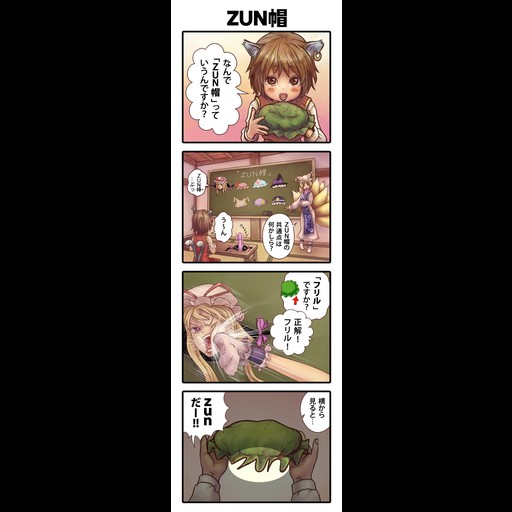 ZUN帽
なんで
「ZUN帽」って
いうんですか？
「ZUN帽」
ZUN帽の
共通点は
何かしら？
う〜ん
「フリル」
ですか？
正解！
フリル！
横から
見ると…
zun
だー!!